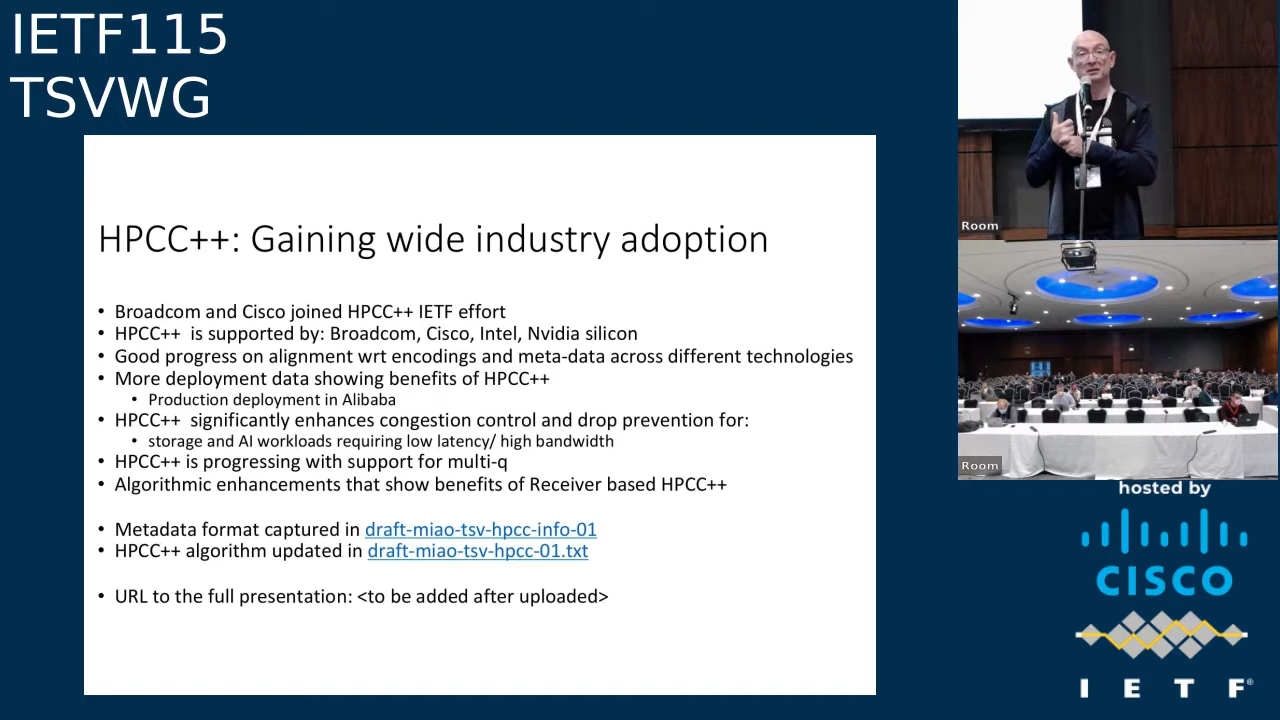 IETF115
TSVWG
HPCC++: Gaining wide industry adoption
• Broadcom and Cisco joined HPCC++ IETF effort
• HPCC++  is supported by: Broadcom, Cisco, Intel, Nvidia silicon
• Good progress on alignment wrt encodings and meta-data across different technologies
• More deployment data showing benefits of HPCC++
• Production deployment in Alibaba
• HPCC++  significantly enhances congestion control and drop prevention for:
• storage and AI workloads requiring low latency/ high bandwidth
• HPCC++ is progressing with support for multi-q
• Algorithmic enhancements that show benefits of Receiver based HPCC++
• Metadata format captured in draft-miao-tsv-hpcc-info-01
• HPCC++ algorithm updated in draft-miao-tsv-hpcc-01.txt
• URL to the full presentation: <to be added after uploaded>
Room
Room
hosted by
CISCO
I E T F®